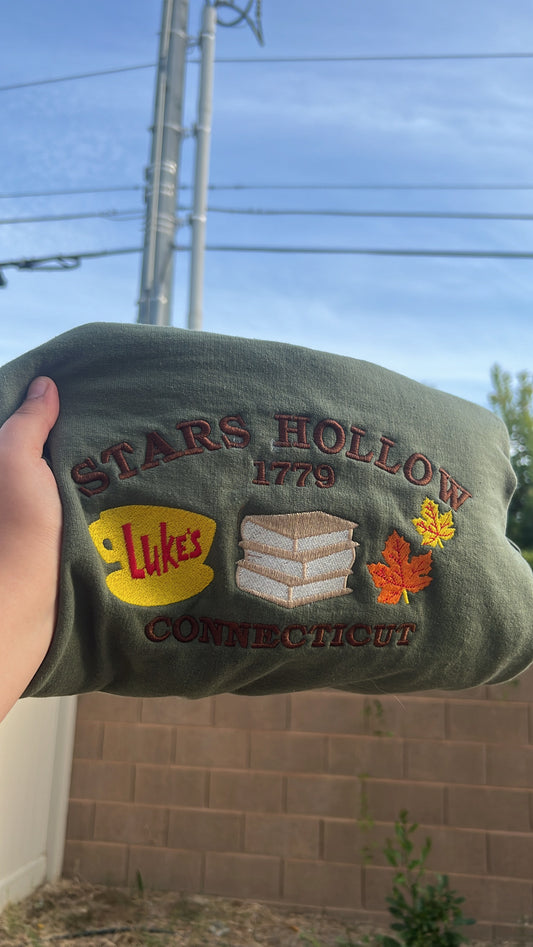 STARS HOLLOW
1779
LUKE'S
CONNECTICUT